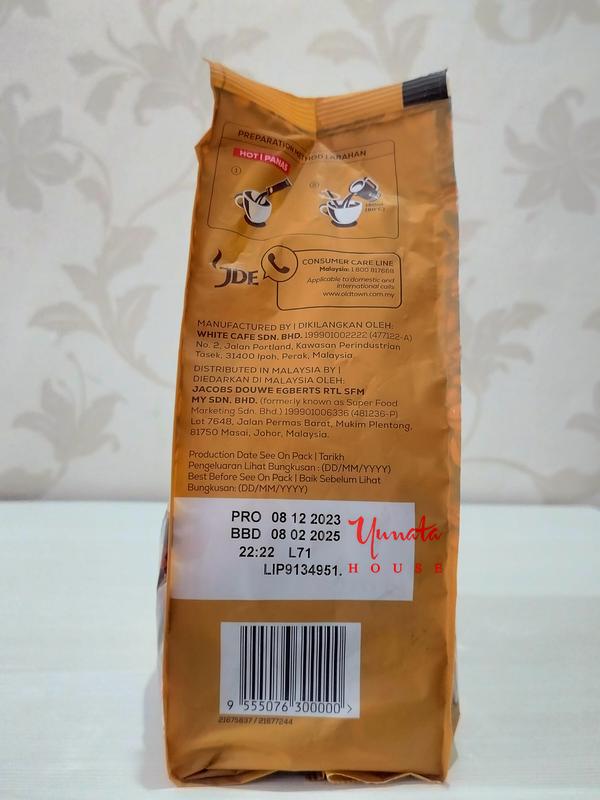 PREPARATION METHOD | ARAHAN
HOT | PANAS
1
2
(80°C)
JDE
CONSUMER CARE LINE
Malaysia: 1 800 817668
Applicable to domestic and
international calls
www.oldtown.com.my
MANUFACTURED BY | DIKILANGKAN OLEH:
WHITE CAFE SDN. BHD. 199901002222 (477122-A)
No. 2, Jalan Portland, Kawasan Perindustrian
Tasek, 31400 Ipoh, Perak, Malaysia.
DISTRIBUTED IN MALAYSIA BY |
DIEDARKAN DI MALAYSIA OLEH:
JACOBS DOUWE EGBERTS RTL SFM
MY SDN. BHD. (formerly known as Super Food
Marketing Sdn. Bhd.) 199901006336 (481236-P)
Lot 7648, Jalan Permas Barat, Mukim Plentong,
81750 Masai, Johor, Malaysia.
Production Date See On Pack | Tarikh
Pengeluaran Lihat Bungkusan : (DD/MM/YYYY)
Best Before See On Pack | Baik Sebelum Lihat
Bungkusan: (DD/MM/YYYY)
PRO 08 12 2023
BBD 08 02 2025
22:22 L71
LIP9134951.
Yunata
HOUSE
9 555076 300000 >
21675837 / 21677244